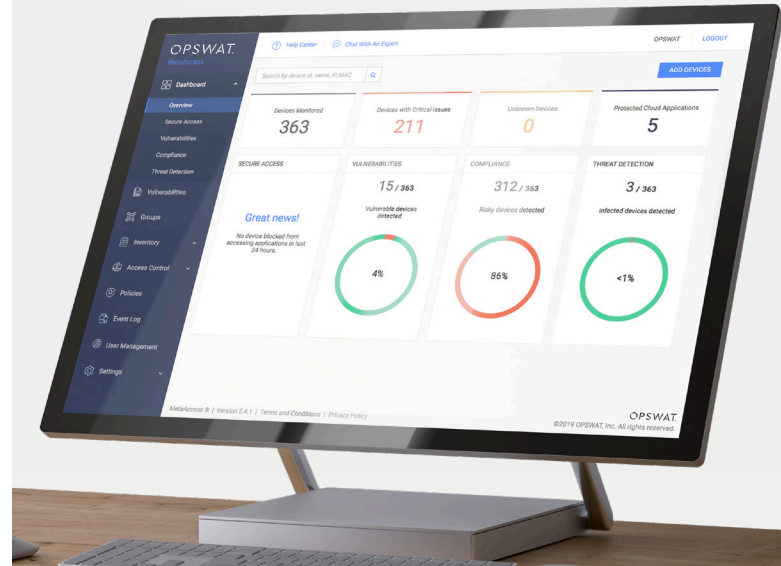 OPSWAT.
MetaAccess
Help Center
Chat With An Expert
OPSWAT
LOGOUT
Dashboard
Overview
Secure Access
Vulnerabilities
Compliance
Threat Detection
Vulnerabilities
Groups
Inventory
Access Control
Policies
Event Log
User Management
Settings
Search by device id, name, IP, MAC
ADD DEVICES
Devices Monitored
363
Devices with Critical issues
211
Unknown Devices
0
Protected Cloud Applications
5
SECURE ACCESS
Great news!
No device blocked from
accessing applications in last
24 hours.
VULNERABILITIES
15 / 363
Vulnerable devices
detected
4%
COMPLIANCE
312 / 363
Risky devices detected
86%
THREAT DETECTION
3 / 363
Infected devices detected
<1%
MetaAccess ® | Version 2.4.1 | Terms and Conditions | Privacy Policy
OPSWAT.
©2019 OPSWAT, Inc. All rights reserved.